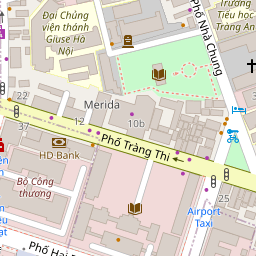 Đại Chủng
viện thánh
Giuse Hà
Nội
Phố Nhà Chung
Trường
Tiểu học
Tràng An
Merida
22
37
12
10b
Phố Tràng Thi
HD Bank
Bộ Công
thương
25
Airport
Taxi
Phố Hai